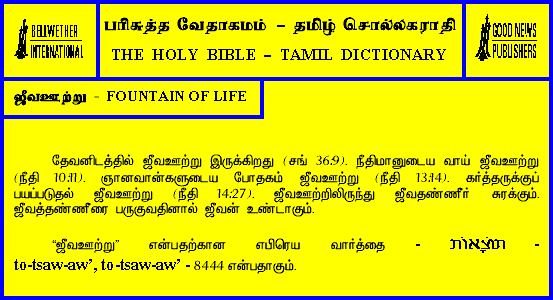 BELLWETHER
INTERNATIONAL
பரிசுத்த வேதாகமம் – தமிழ் சொல்லகராதி
THE HOLY BIBLE – TAMIL DICTIONARY
GOOD NEWS
PUBLISHERS
ஜீவஊற்று - FOUNTAIN OF LIFE
தேவனிடத்தில் ஜீவஊற்று இருக்கிறது (சங் 36:9). நீதிமானுடைய வாய் ஜீவஊற்று
(நீதி 10:11). ஞானவான்களுடைய போதகம் ஜீவஊற்று (நீதி 13:14). கர்த்தருக்குப்
பயப்படுதல் ஜீவஊற்று (நீதி 14:27). ஜீவஊற்றிலிருந்து ஜீவதண்ணீர் சுரக்கும்.
ஜீவத்தண்ணீரை பருகுவதினால் ஜீவன் உண்டாகும்.
“ஜீவஊற்று” என்பதற்கான எபிரெய வார்த்தை - תּוֹצָאוֹת -
to-tsaw-aw’, to-tsaw-aw’ - 8444 என்பதாகும்.